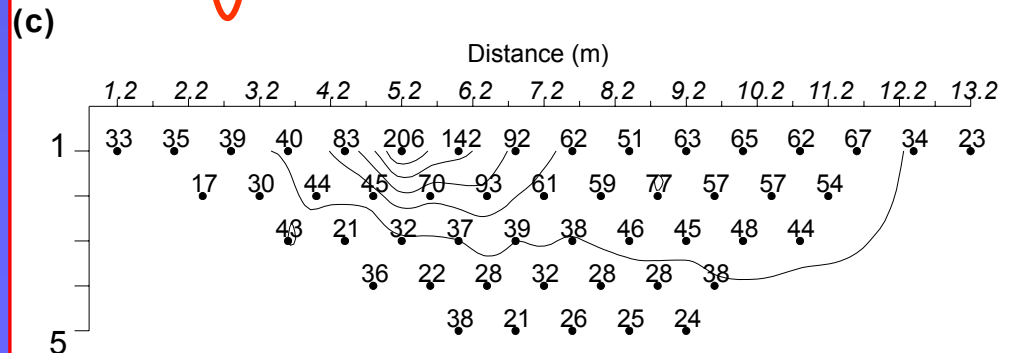 (c)
Distance (m)
1.2 2.2 3.2 4.2 5.2 6.2 7.2 8.2 9.2 10.2 11.2 12.2 13.2
1 33 35 39 40 83 206 142 92 62 51 63 65 62 67 34 23
17 30 44 45 70 93 61 59 77 57 57 54
43 21 32 37 39 38 46 45 48 44
36 22 28 32 28 28 38
5 38 21 26 25 24